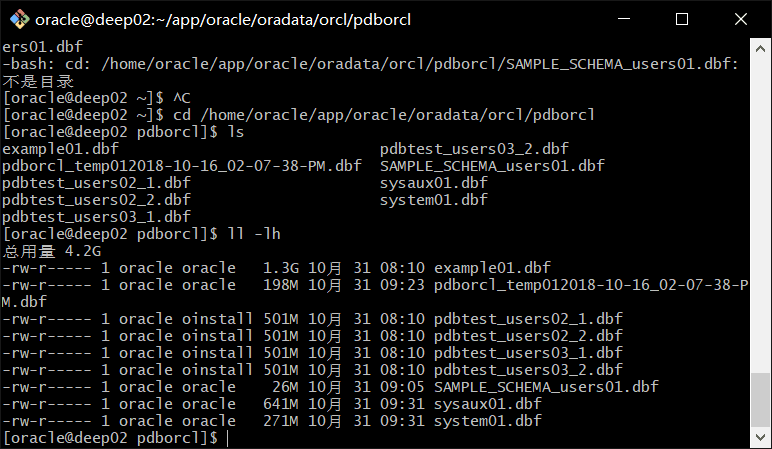 oracle@deep02:~/app/oracle/oradata/orcl/pdborcl
ers01.dbf
-bash: cd: /home/oracle/app/oracle/oradata/orcl/pdborcl/SAMPLE_SCHEMA_users01.dbf:
不是目录
[oracle@deep02 ~]$ ^C
[oracle@deep02 ~]$ cd /home/oracle/app/oracle/oradata/orcl/pdborcl
[oracle@deep02 pdborcl]$ ls
example01.dbf                             pdbtest_users03_2.dbf
pdborcl_temp012018-10-16_02-07-38-PM.dbf  SAMPLE_SCHEMA_users01.dbf
pdbtest_users02_1.dbf                     sysaux01.dbf
pdbtest_users02_2.dbf                     system01.dbf
pdbtest_users03_1.dbf
[oracle@deep02 pdborcl]$ ll -lh
总用量 4.2G
-rw-r----- 1 oracle oracle   1.3G 10月 31 08:10 example01.dbf
-rw-r----- 1 oracle oracle   198M 10月 31 09:23 pdborcl_temp012018-10-16_02-07-38-P
M.dbf
-rw-r----- 1 oracle oinstall 501M 10月 31 08:10 pdbtest_users02_1.dbf
-rw-r----- 1 oracle oinstall 501M 10月 31 08:10 pdbtest_users02_2.dbf
-rw-r----- 1 oracle oinstall 501M 10月 31 08:10 pdbtest_users03_1.dbf
-rw-r----- 1 oracle oinstall 501M 10月 31 08:10 pdbtest_users03_2.dbf
-rw-r----- 1 oracle oracle    26M 10月 31 09:05 SAMPLE_SCHEMA_users01.dbf
-rw-r----- 1 oracle oracle   641M 10月 31 09:31 sysaux01.dbf
-rw-r----- 1 oracle oracle   271M 10月 31 09:31 system01.dbf
[oracle@deep02 pdborcl]$